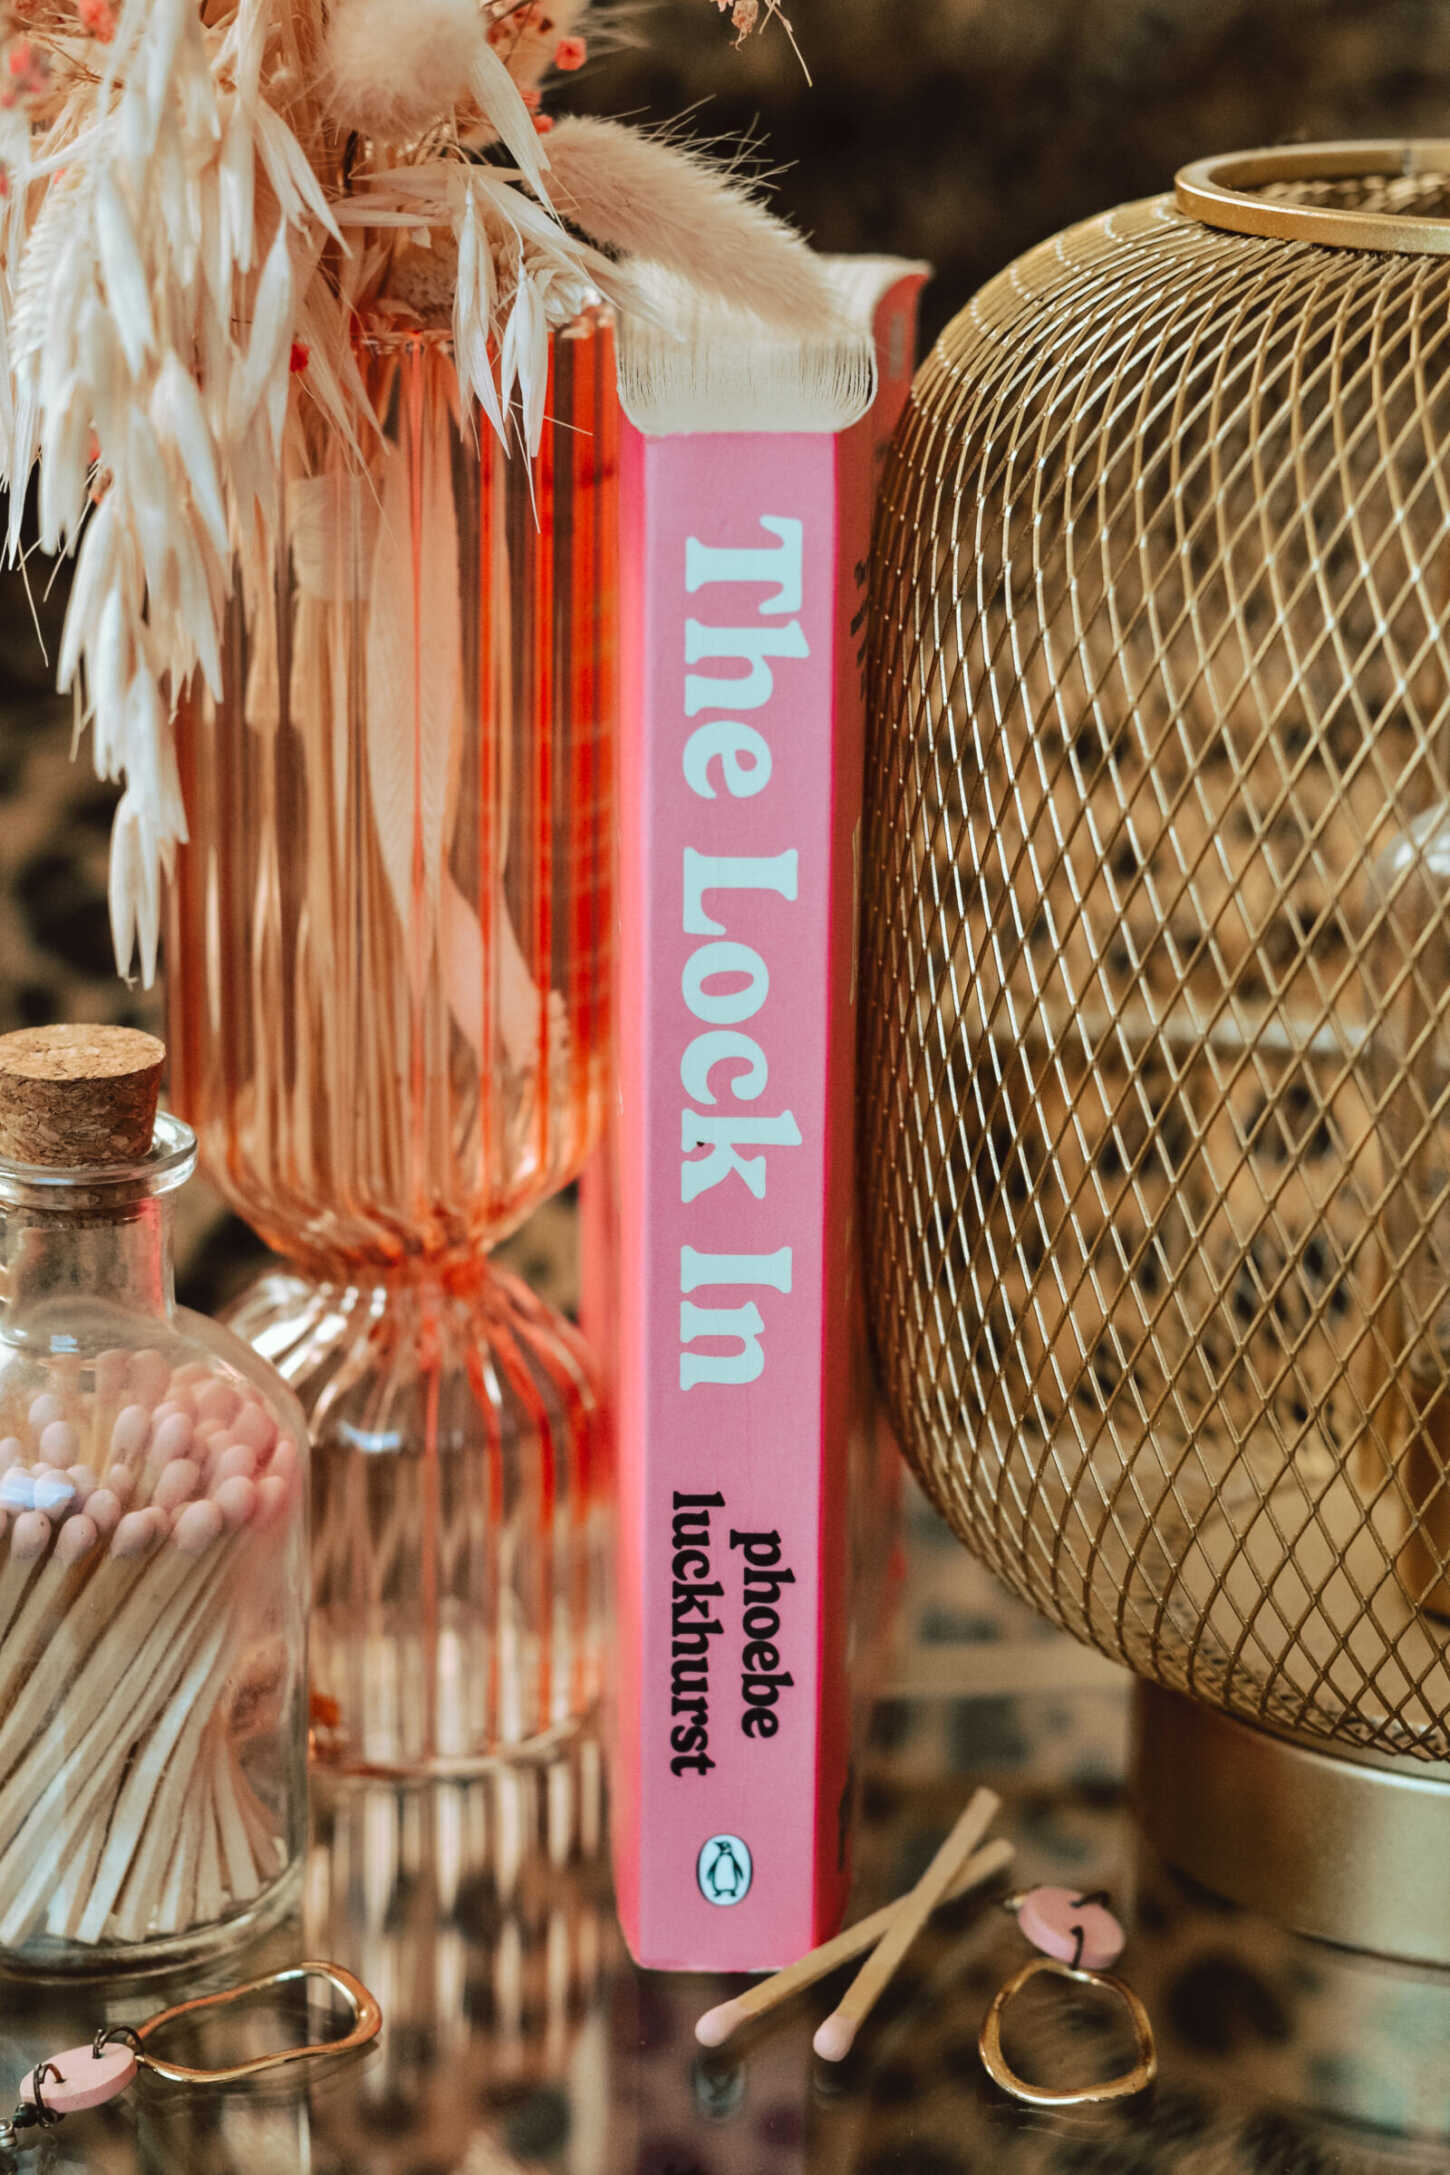 The Lock In
phoebe
luckhurst